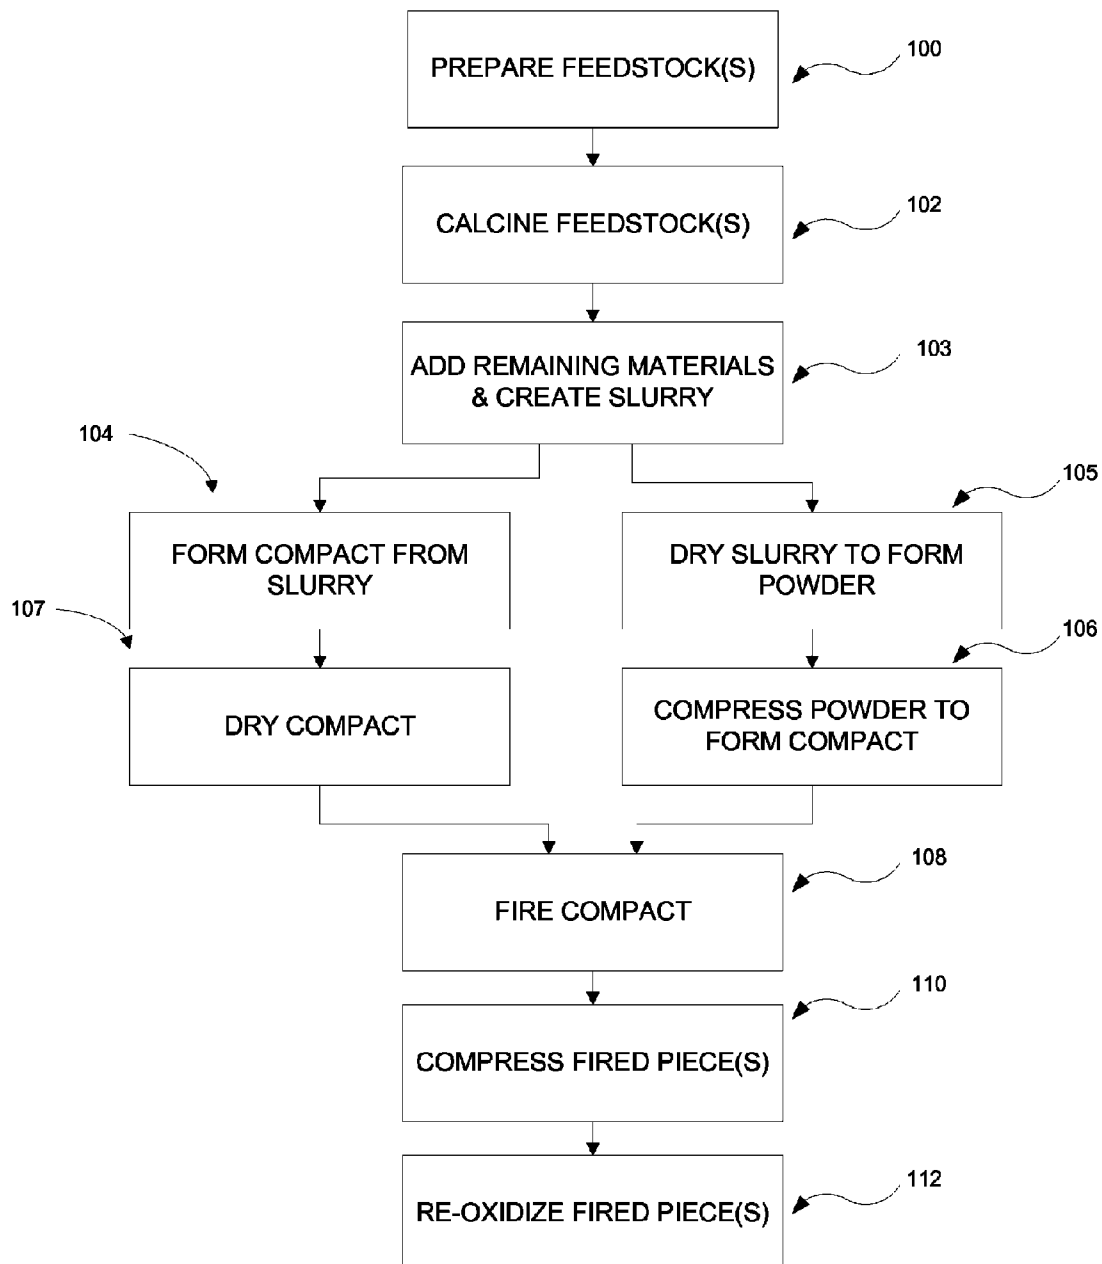 PREPARE FEEDSTOCK(S)
100
CALCINE FEEDSTOCK(S)
102
ADD REMAINING MATERIALS
& CREATE SLURRY
103
104
FORM COMPACT FROM
SLURRY
105
DRY SLURRY TO FORM
POWDER
107
DRY COMPACT
106
COMPRESS POWDER TO
FORM COMPACT
FIRE COMPACT
108
COMPRESS FIRED PIECE(S)
110
RE-OXIDIZE FIRED PIECE(S)
112